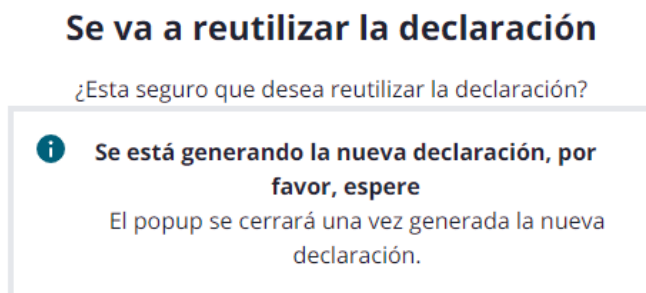 Se va a reutilizar la declaración
¿Esta seguro que desea reutilizar la declaración?
Se está generando la nueva declaración, por
favor, espere
El popup se cerrará una vez generada la nueva
declaración.